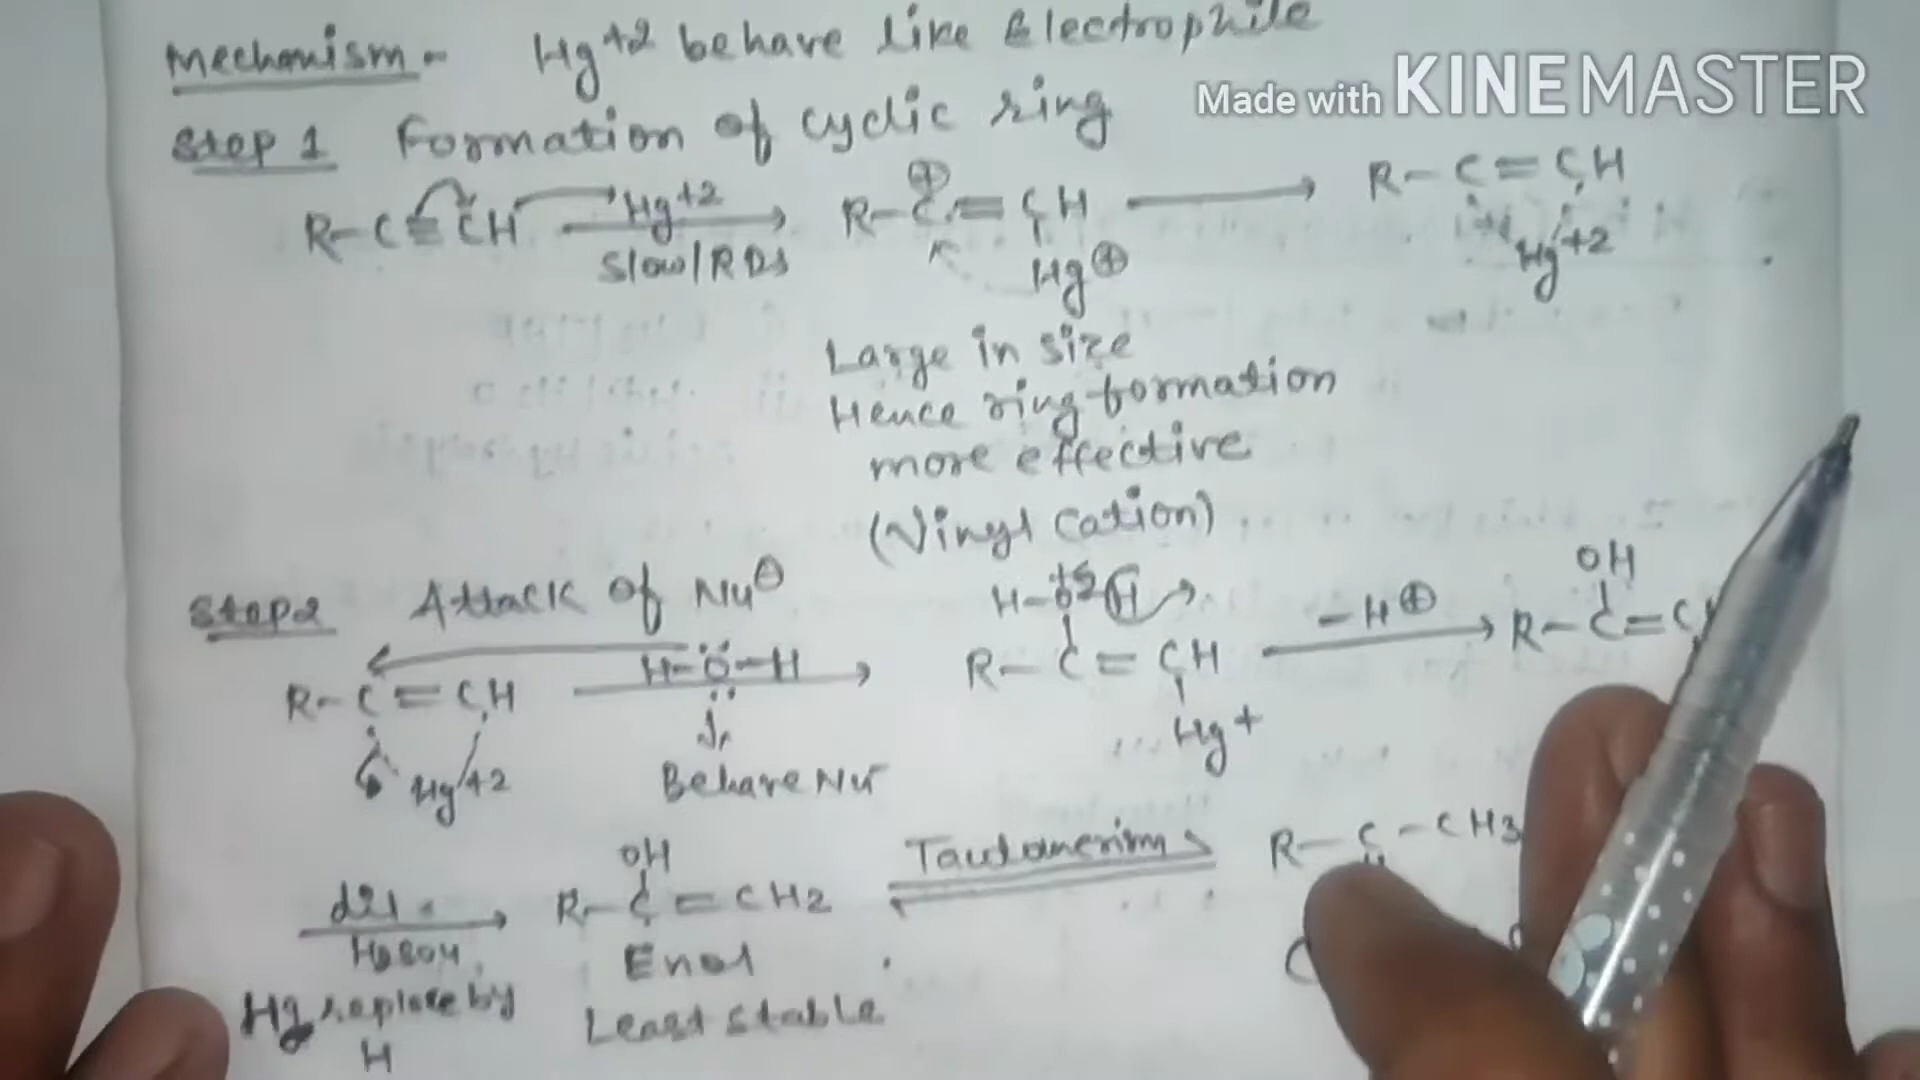 Mechanism - Hg+2 behave like Electrophile
Made with KINEMASTER
Step 1 Formation of cyclic ring
R-C≡CH Hg+2 slow/RDS R-C⊕=CH Hg⊕ → R-C=CH Hg+2
Large in size
Hence ring formation
more effective
(Vinyl cation)
Step 2 Attack of Nu⊖
R-C=CH Hg+2 H-Ö-H → R-C=CH Hg+ H-O H -H⊕ → R-C=C OH
Behave Nu-
dil. → R-C=CH2 OH Tautomerism R-C-CH3
Enol
Hg replace by
H
Least stable